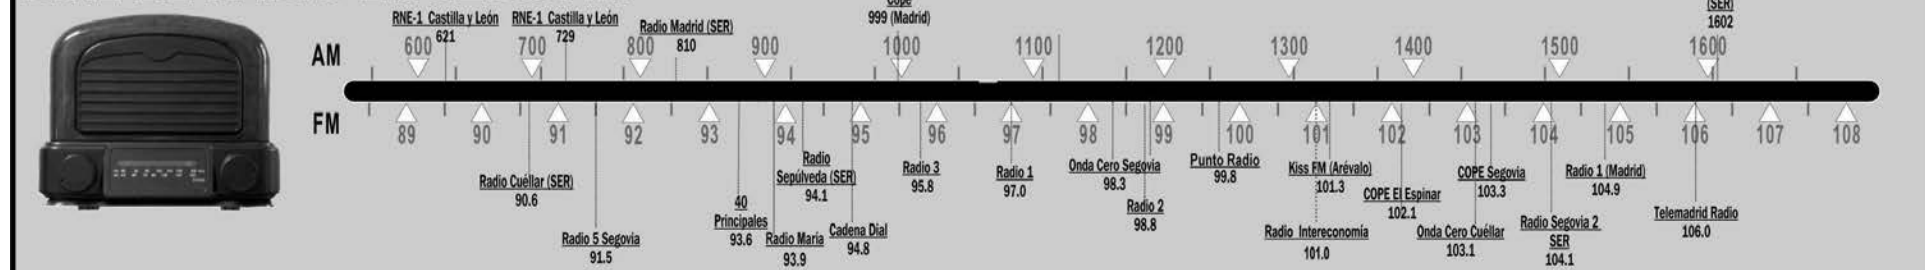 Cope
(SER)
RNE-1 Castilla y León
RNE-1 Castilla y León
Radio Madrid (SER)
999 (Madrid)
1602
621
729
810
AM
600
700
800
900
1000
1100
1200
1300
1400
1500
1600
FM
89
90
91
92
93
94
95
96
97
98
99
100
101
102
103
104
105
106
107
108
Radio Cuéllar (SER)
90.6
Radio 5 Segovia
91.5
40
Principales
93.6
Radio María
93.9
Radio
Sepúlveda (SER)
94.1
Cadena Dial
94.8
Radio 3
95.8
Radio 1
97.0
Onda Cero Segovia
98.3
Radio 2
98.8
Punto Radio
99.8
Radio Intereconomía
101.0
Kiss FM (Arévalo)
101.3
COPE El Espinar
102.1
Onda Cero Cuéllar
103.1
COPE Segovia
103.3
Radio Segovia 2
SER
104.1
Radio 1 (Madrid)
104.9
Telemadrid Radio
106.0